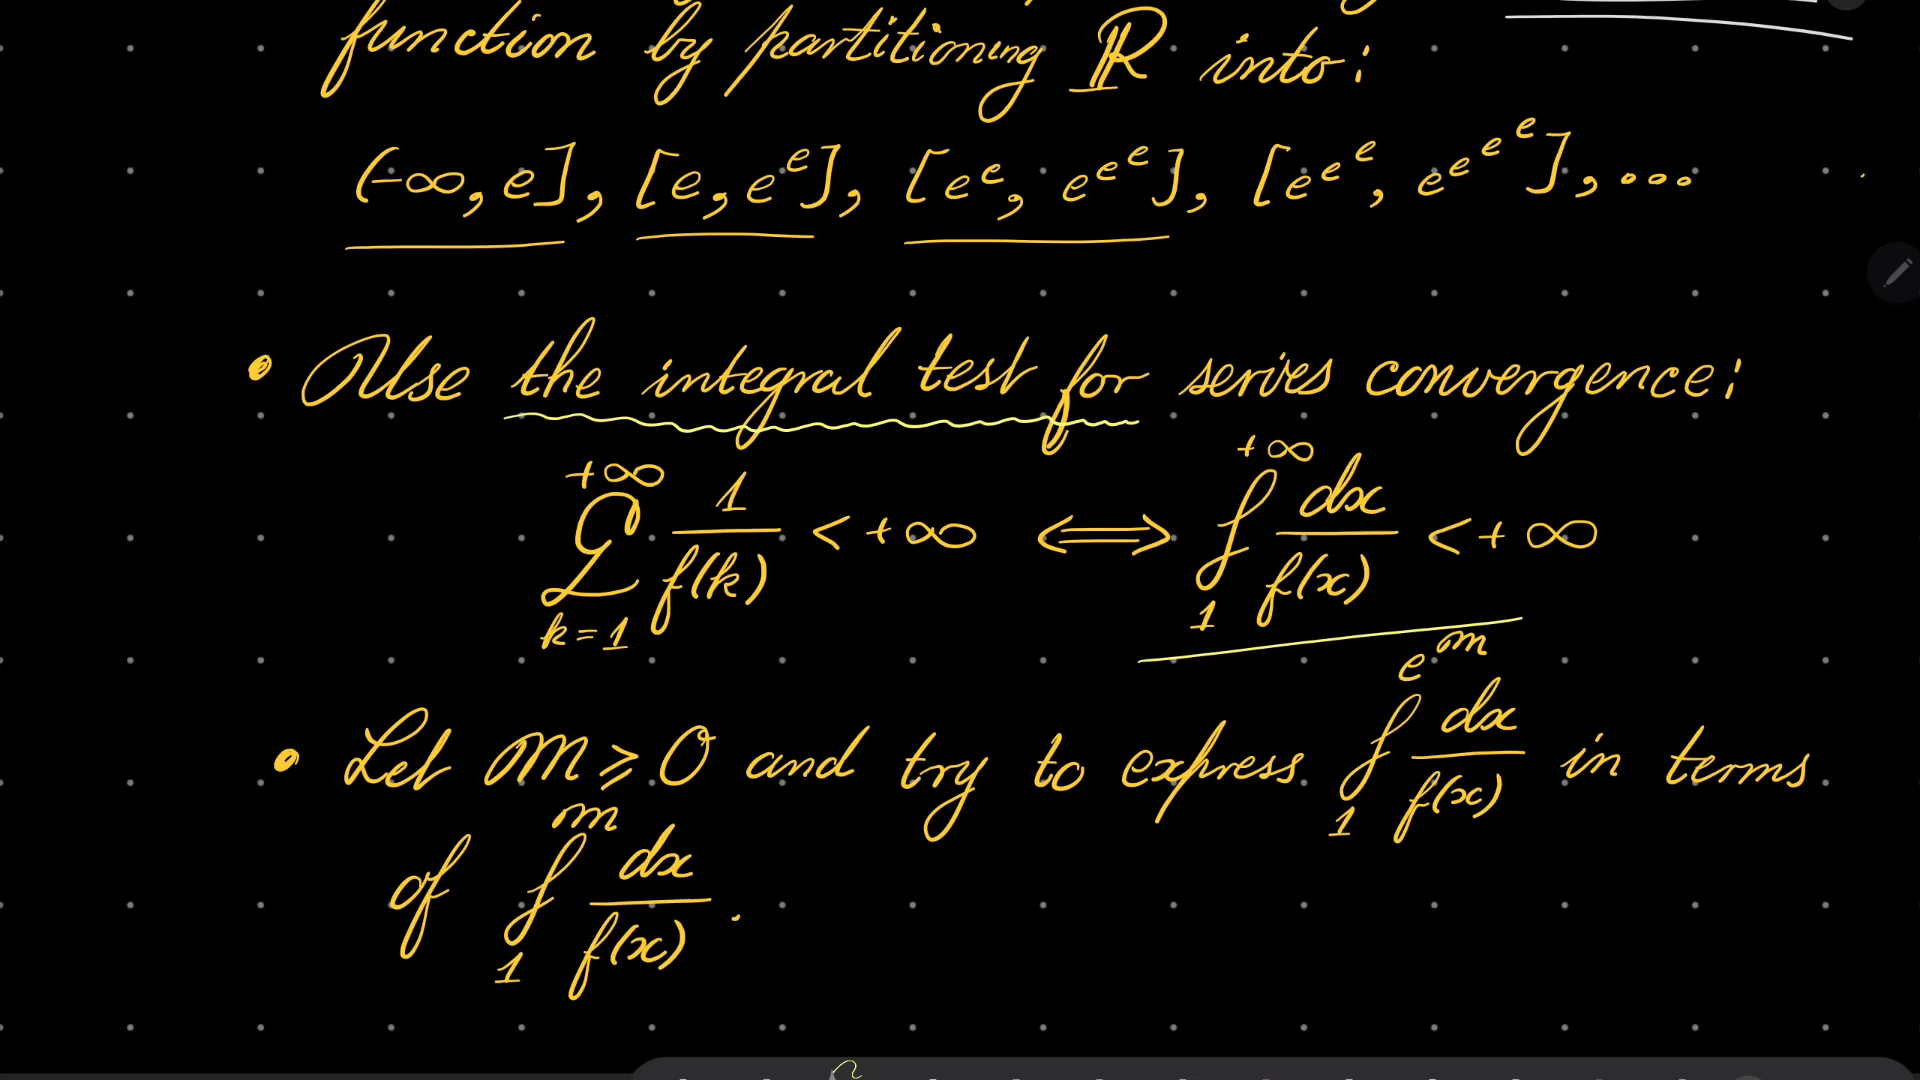 function by partitioning ℝ into:
(-∞, e], [e, e^e], [e^e, e^{e^e}], [e^{e^e}, e^{e^{e^e}}], ...
• Use the integral test for series convergence:
∑_{k=1}^{+∞} 1/f(k) < +∞ ⟺ ∫_1^{+∞} dx/f(x) < +∞
• Let m ⩾ 0 and try to express ∫_1^{e^m} dx/f(x) in terms
of ∫_1^m dx/f(x).